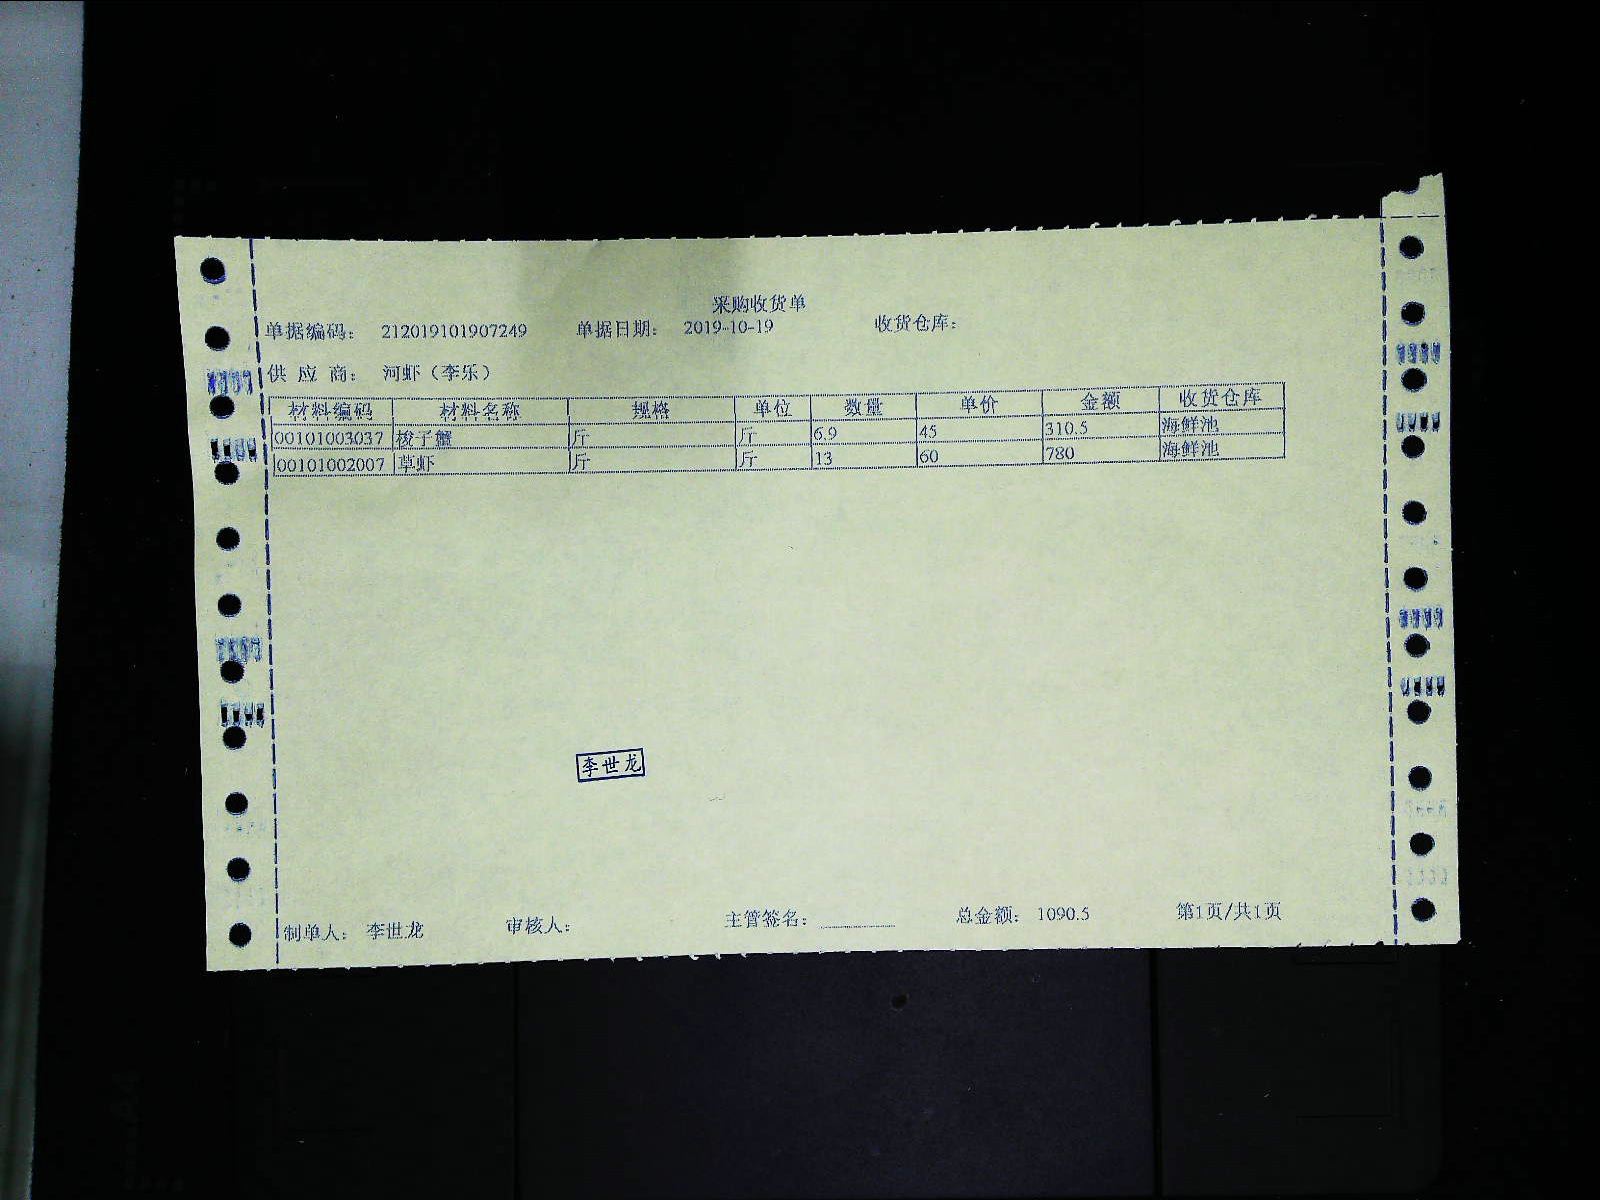 采购收货单
单据编码： 212019101907249 单据日期： 2019-10-19 收货仓库：
供 应 商： 河虾（李乐）
材料编码 材料名称 规格 单位 数量 单价 金额 收货仓库
00101003037 梭子蟹 斤 斤 6.9 45 310.5 海鲜池
00101002007 草虾 斤 斤 13 60 780 海鲜池
李世龙
制单人： 李世龙 审核人： 主管签名： 总金额： 1090.5 第1页/共1页